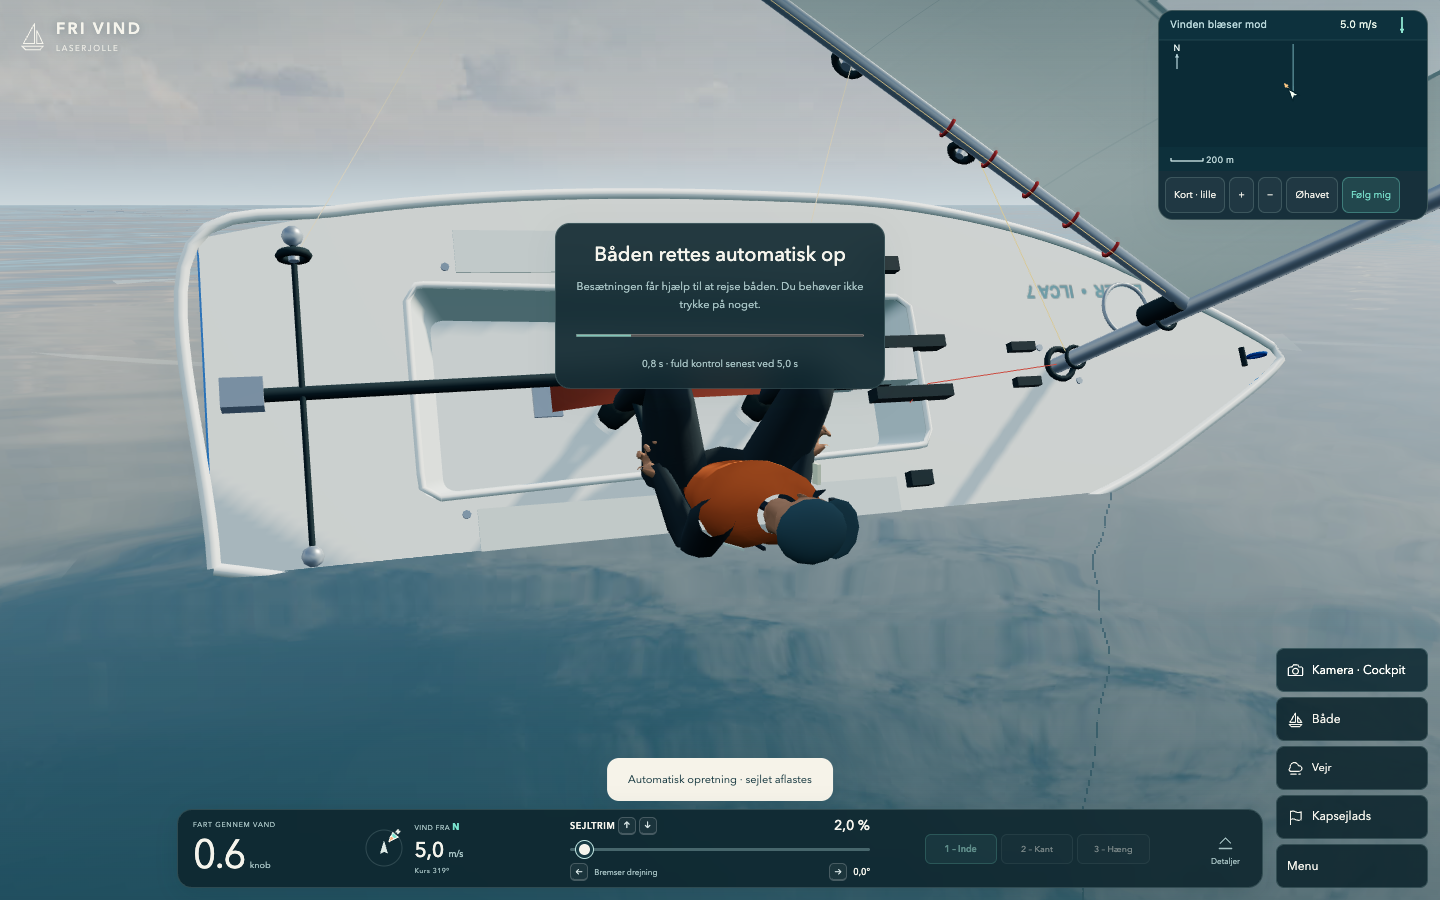 FRI VIND
LASERJOLLE
Vinden blæser mod 5.0 m/s
N
200 m
Kort · lille + − Øhavet Følg mig
ILCA 7
Båden rettes automatisk op
Besætningen får hjælp til at rejse båden. Du behøver ikke
trykke på noget.
0,8 s · fuld kontrol senest ved 5,0 s
Kamera · Cockpit
Både
Vejr
Kapsejlads
Menu
Automatisk opretning · sejlet aflastes
FART GENNEM VAND
0.6 knob
VIND FRA N
5,0 m/s
Kurs 319°
SEJLTRIM ↑ ↓ 2,0 %
← Bremser drejning → 0,0°
1 – Inde 2 – Kant 3 – Hæng
Detaljer